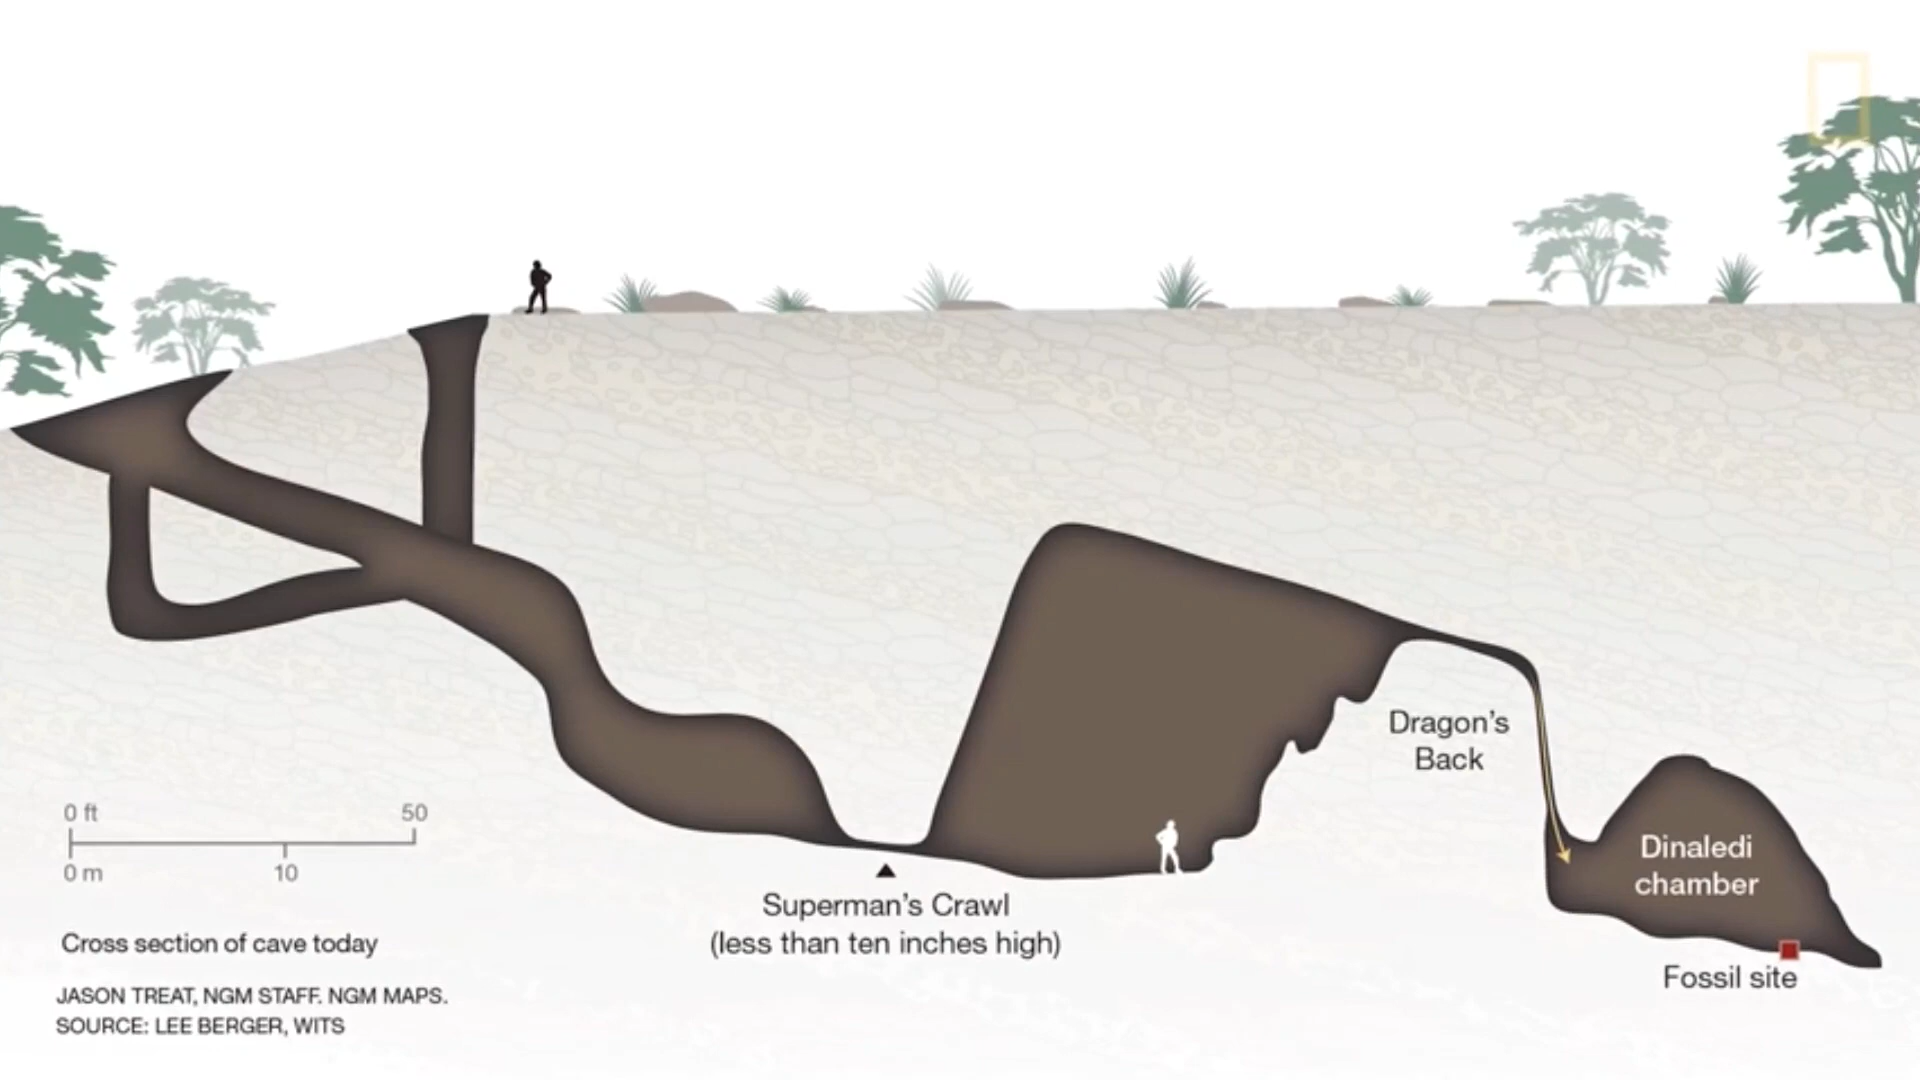 Dragon's
Back
0 ft 50
0 m 10
Dinaledi
chamber
Superman's Crawl
(less than ten inches high)
Cross section of cave today
Fossil site
JASON TREAT, NGM STAFF. NGM MAPS.
SOURCE: LEE BERGER, WITS